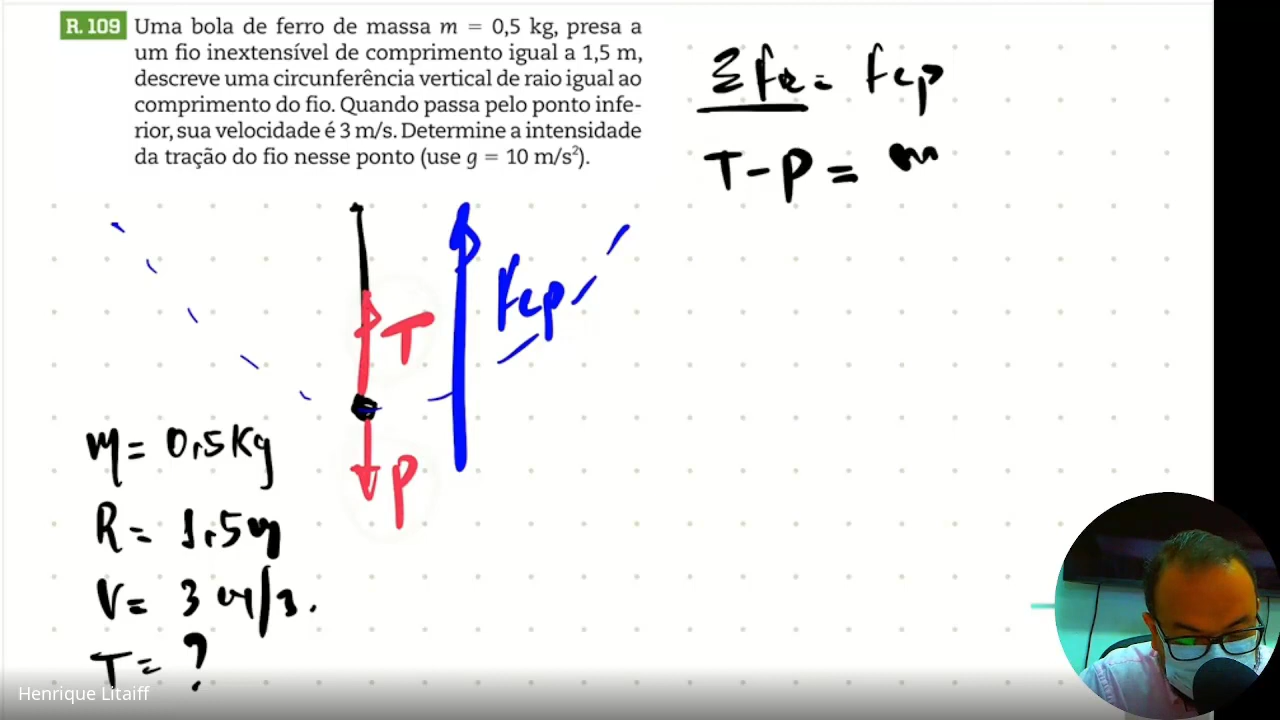 R. 109 Uma bola de ferro de massa m = 0,5 kg, presa a
um fio inextensível de comprimento igual a 1,5 m,
descreve uma circunferência vertical de raio igual ao
comprimento do fio. Quando passa pelo ponto infe-
rior, sua velocidade é 3 m/s. Determine a intensidade
da tração do fio nesse ponto (use g = 10 m/s²).
ΣFR = Fcp
T - P = m
T
Fcp
P
m = 0,5 Kg
R = 1,5 m
V = 3 m/s.
T = ?
Henrique Litaiff